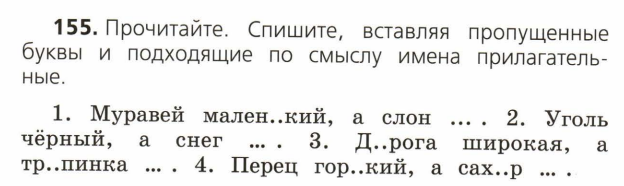 155. Прочитайте. Спишите, вставляя пропущенные
буквы и подходящие по смыслу имена прилагатель-
ные.
1. Муравей мален..кий, а слон ... . 2. Уголь
чёрный, а снег ... . 3. Д..рога широкая, а
тр..пинка ... . 4. Перец гор..кий, а сах..р ... .